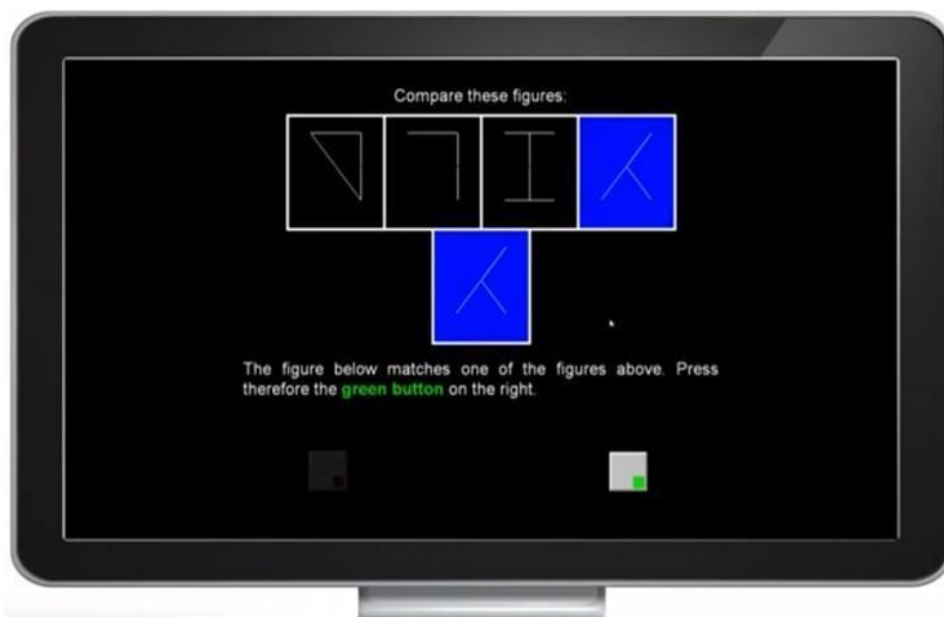 Compare these figures:
The figure below matches one of the figures above. Press
therefore the green button on the right.